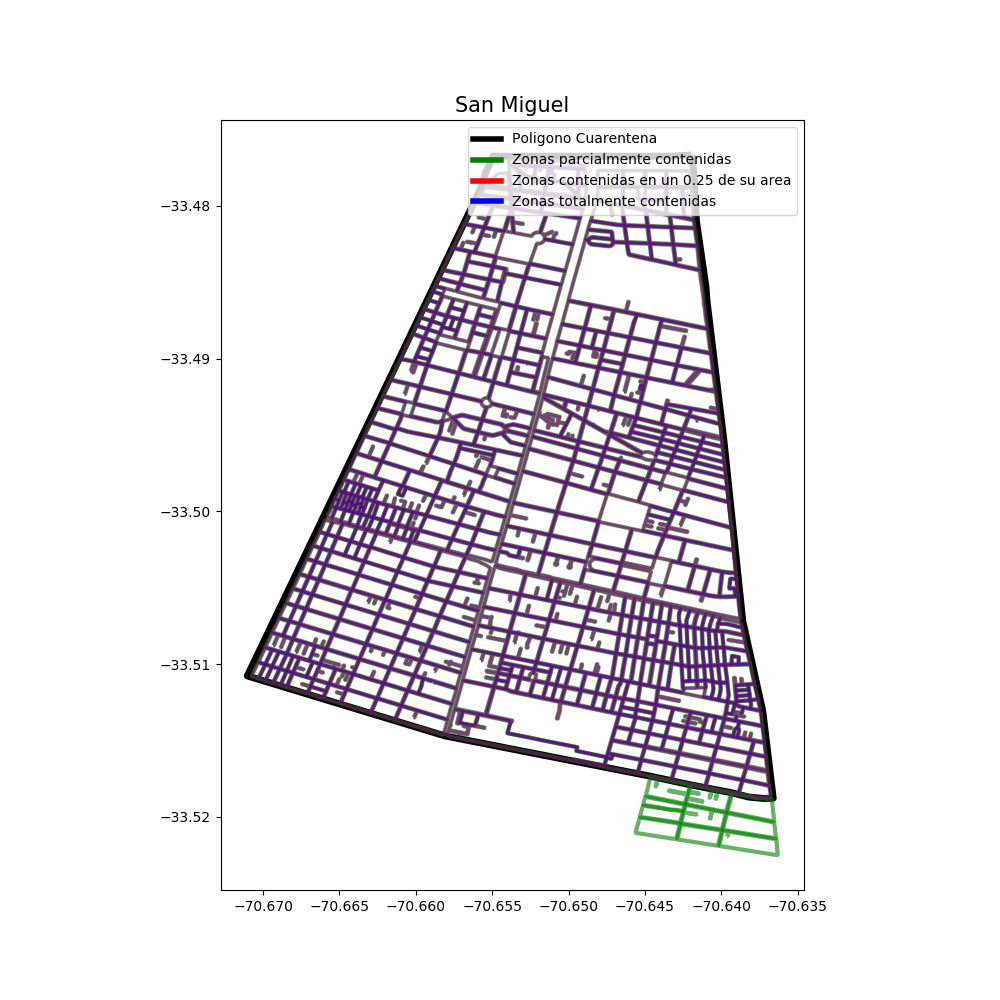 San Miguel
Poligono Cuarentena
Zonas parcialmente contenidas
Zonas contenidas en un 0.25 de su area
Zonas totalmente contenidas
−33.48
−33.49
−33.50
−33.51
−33.52
−70.670 −70.665 −70.660 −70.655 −70.650 −70.645 −70.640 −70.635